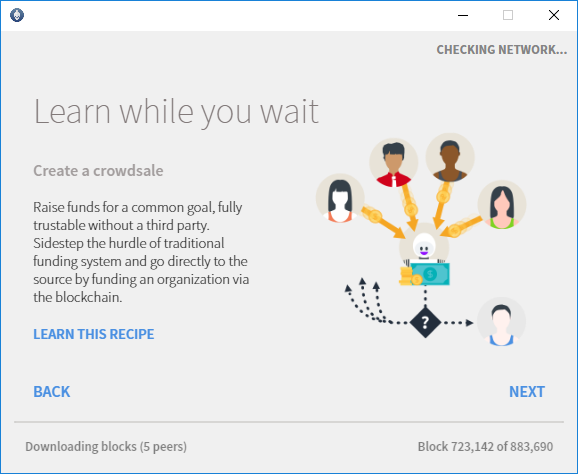 CHECKING NETWORK...
Learn while you wait
Create a crowdsale
Raise funds for a common goal, fully
trustable without a third party.
Sidestep the hurdle of traditional
funding system and go directly to the
source by funding an organization via
the blockchain.
LEARN THIS RECIPE
?
BACK
NEXT
Downloading blocks (5 peers)
Block 723,142 of 883,690